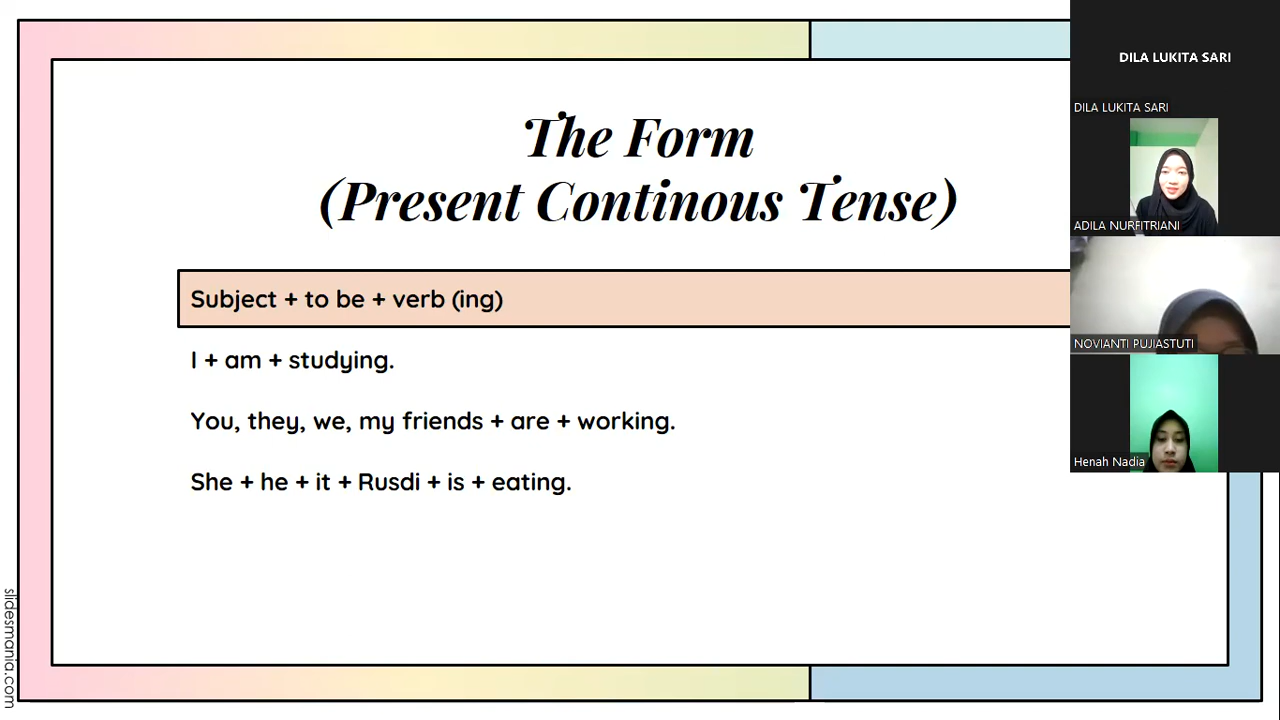 The Form
(Present Continous Tense)
Subject + to be + verb (ing)
I + am + studying.
You, they, we, my friends + are + working.
She + he + it + Rusdi + is + eating.
slidesmania.com
DILA LUKITA SARI
DILA LUKITA SARI
ADILA NURFITRIANI
NOVIANTI PUJIASTUTI
Henah Nadia